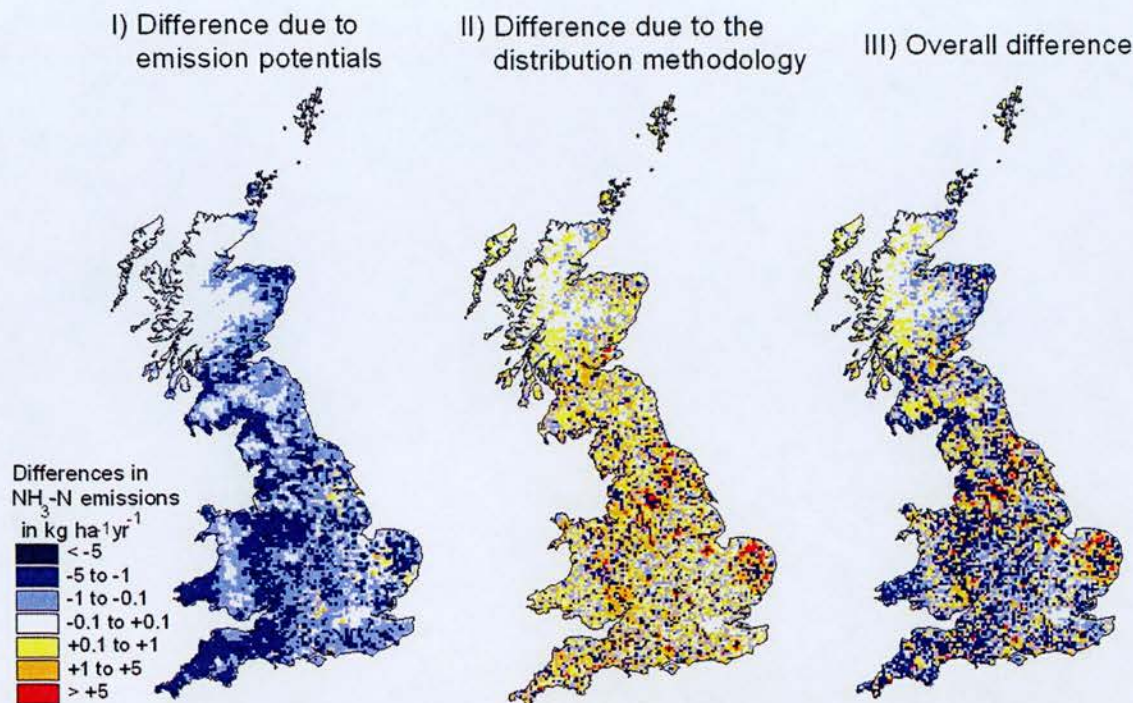 I) Difference due to
emission potentials
II) Difference due to the
distribution methodology
III) Overall difference
Differences in
NH₃-N emissions
in kg ha⁻¹yr⁻¹
< -5
-5 to -1
-1 to -0.1
-0.1 to +0.1
+0.1 to +1
+1 to +5
> +5